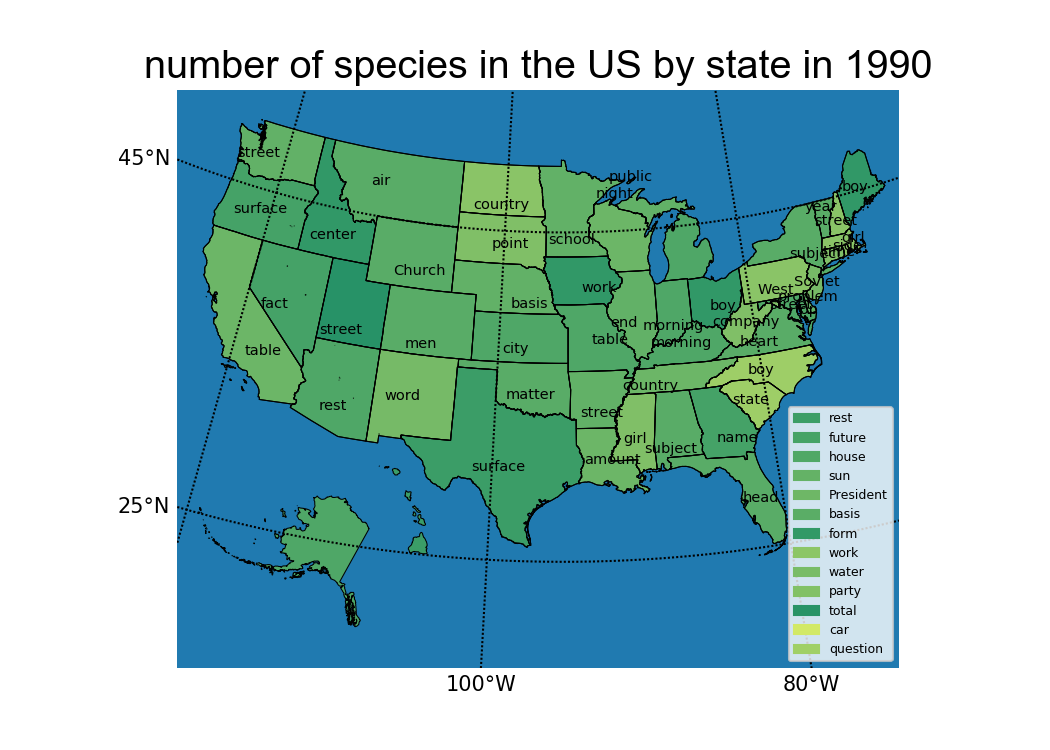 number of species in the US by state in 1990
45°N
25°N
100°W
80°W
street
air
public
night
boy
surface
country
year
street
center
point
school
girl
subject
Church
work
West
Soviet
problem
fact
basis
boy
street
company
men
city
end
morning
table
morning
heart
table
rest
word
matter
country
boy
state
street
girl
subject
name
surface
amount
head
rest
future
house
sun
President
basis
form
work
water
party
total
car
question